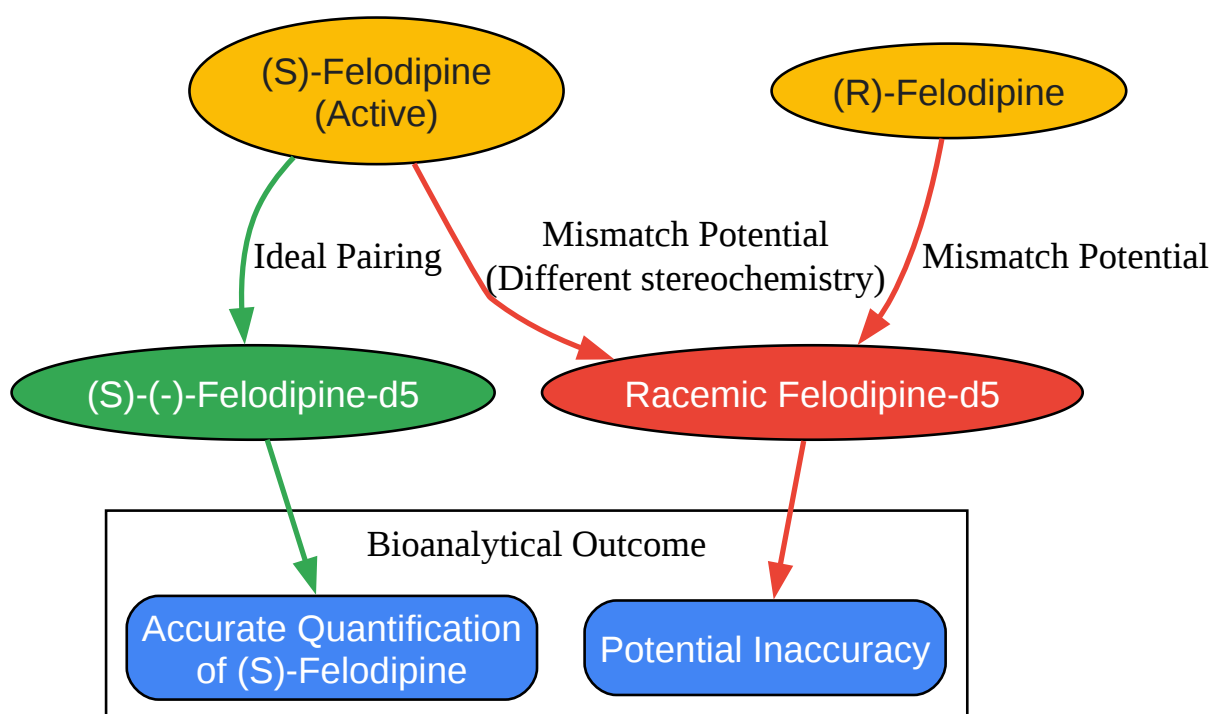 (S)-Felodipine
(Active)
(R)-Felodipine
Ideal Pairing
Mismatch Potential
(Different stereochemistry)
Mismatch Potential
(S)-(-)-Felodipine-d5
Racemic Felodipine-d5
Bioanalytical Outcome
Accurate Quantification
of (S)-Felodipine
Potential Inaccuracy